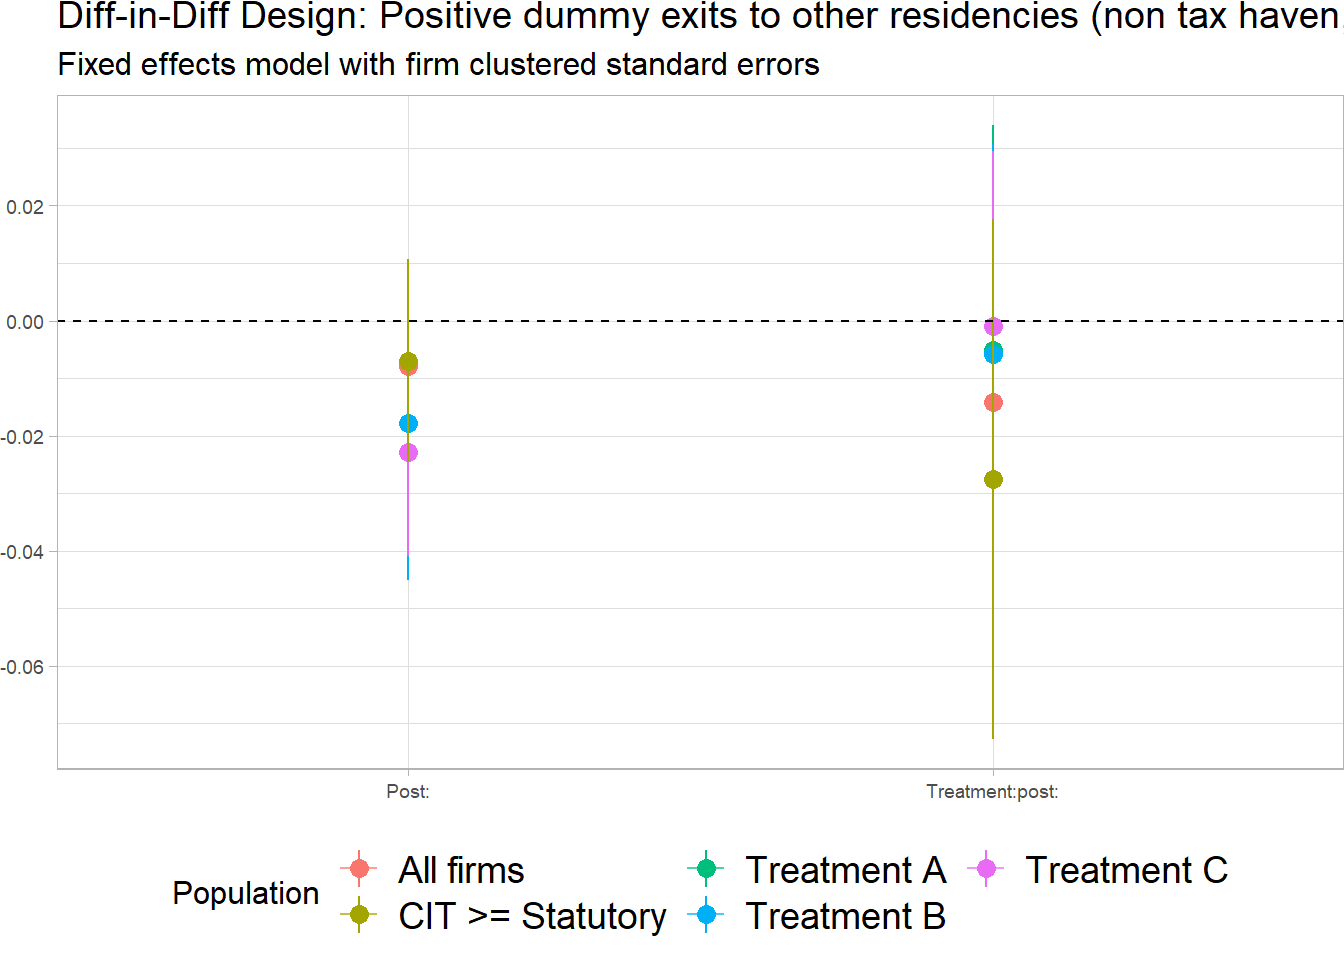 Diff-in-Diff Design: Positive dummy exits to other residencies (non tax haven
Fixed effects model with firm clustered standard errors
0.02
0.00
-0.02
-0.04
-0.06
Post:
Treatment:post:
Population
All firms
Treatment A
Treatment C
CIT >= Statutory
Treatment B